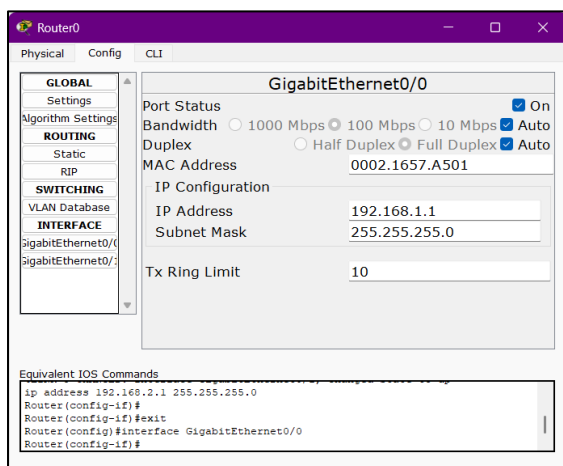 Router0
Physical Config CLI
GLOBAL
Settings
Algorithm Settings
ROUTING
Static
RIP
SWITCHING
VLAN Database
INTERFACE
GigabitEthernet0/
GigabitEthernet0/
GigabitEthernet0/0
Port Status On
Bandwidth 1000 Mbps 100 Mbps 10 Mbps Auto
Duplex Half Duplex Full Duplex Auto
MAC Address 0002.1657.A501
IP Configuration
IP Address 192.168.1.1
Subnet Mask 255.255.255.0
Tx Ring Limit 10
Equivalent IOS Commands
ip address 192.168.2.1 255.255.255.0
Router(config-if)#
Router(config-if)#exit
Router(config)#interface GigabitEthernet0/0
Router(config-if)#